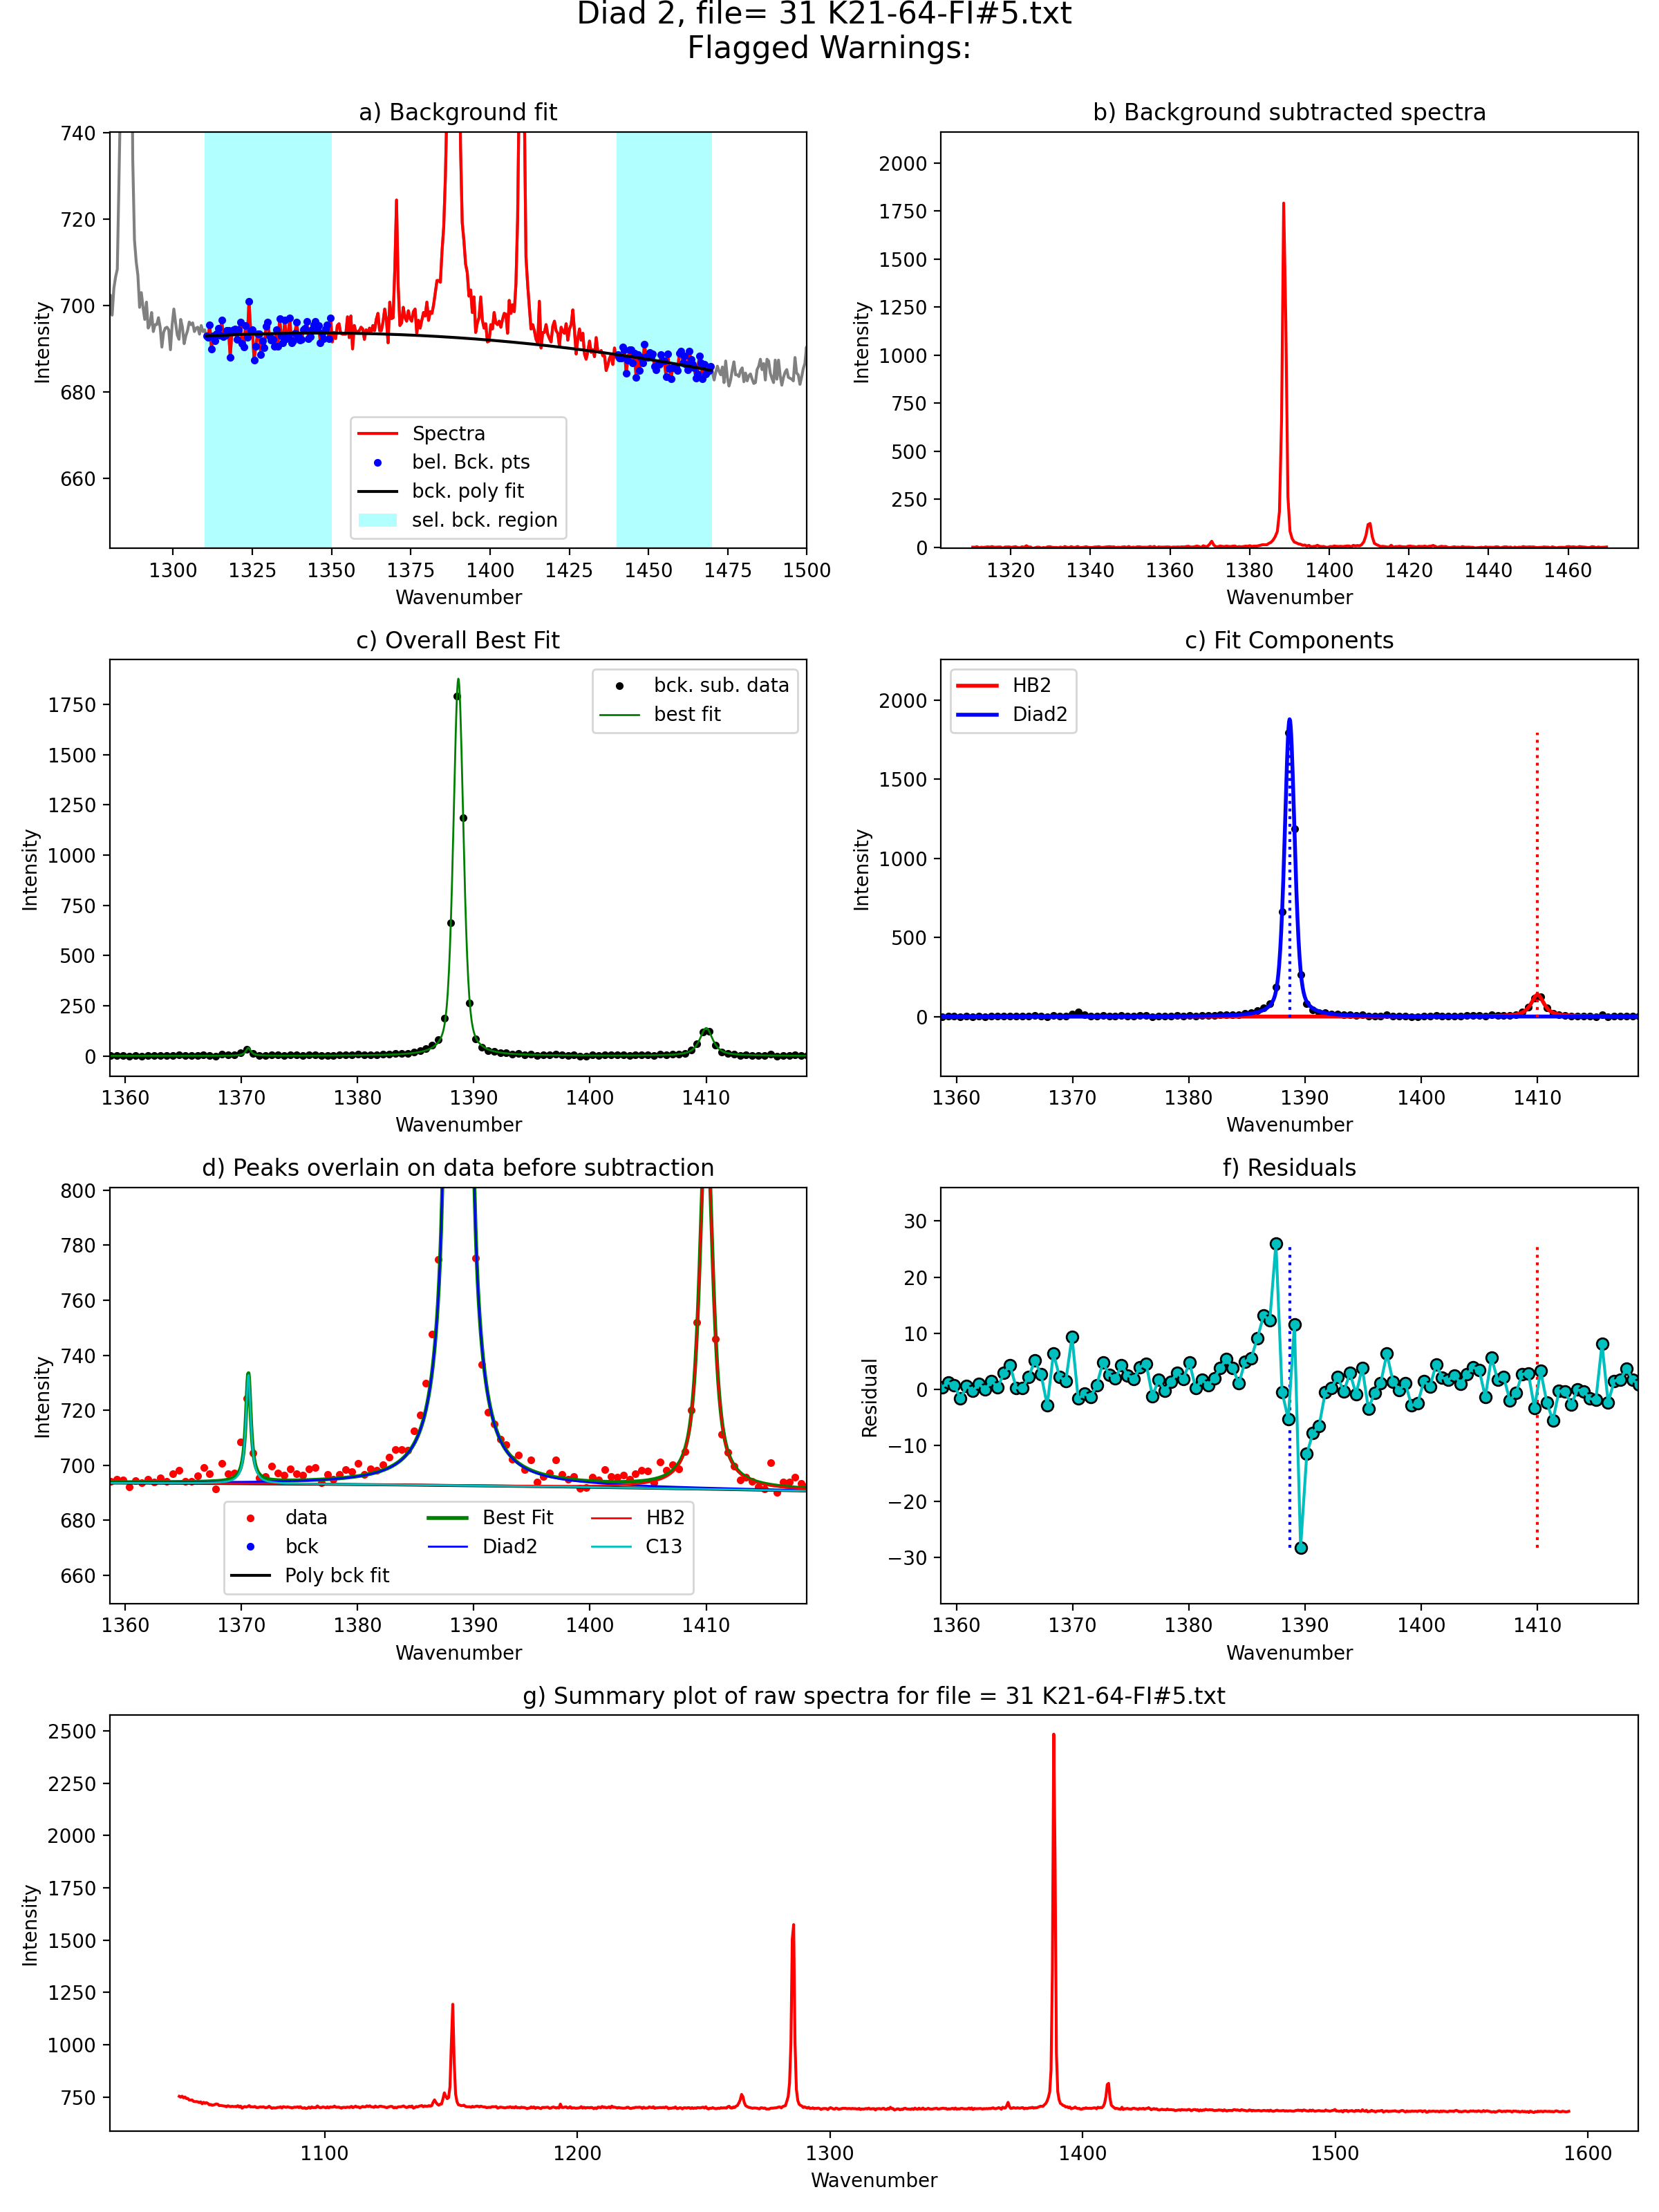 Diad 2, file= 31 K21-64-FI#5.txt
Flagged Warnings:
a) Background fit
740
720
700
680
660
Intensity
Spectra
bel. Bck. pts
bck. poly fit
sel. bck. region
1300 1325 1350 1375 1400 1425 1450 1475 1500
Wavenumber
b) Background subtracted spectra
2000
1750
1500
1250
1000
750
500
250
0
Intensity
1320 1340 1360 1380 1400 1420 1440 1460
Wavenumber
c) Overall Best Fit
1750
1500
1250
1000
750
500
250
0
Intensity
bck. sub. data
best fit
1360 1370 1380 1390 1400 1410
Wavenumber
c) Fit Components
2000
1500
1000
500
0
Intensity
HB2
Diad2
1360 1370 1380 1390 1400 1410
Wavenumber
d) Peaks overlain on data before subtraction
800
780
760
740
720
700
680
660
Intensity
data
bck
Poly bck fit
Best Fit
Diad2
HB2
C13
1360 1370 1380 1390 1400 1410
Wavenumber
f) Residuals
30
20
10
0
−10
−20
−30
Residual
1360 1370 1380 1390 1400 1410
Wavenumber
g) Summary plot of raw spectra for file = 31 K21-64-FI#5.txt
2500
2250
2000
1750
1500
1250
1000
750
Intensity
1100 1200 1300 1400 1500 1600
Wavenumber